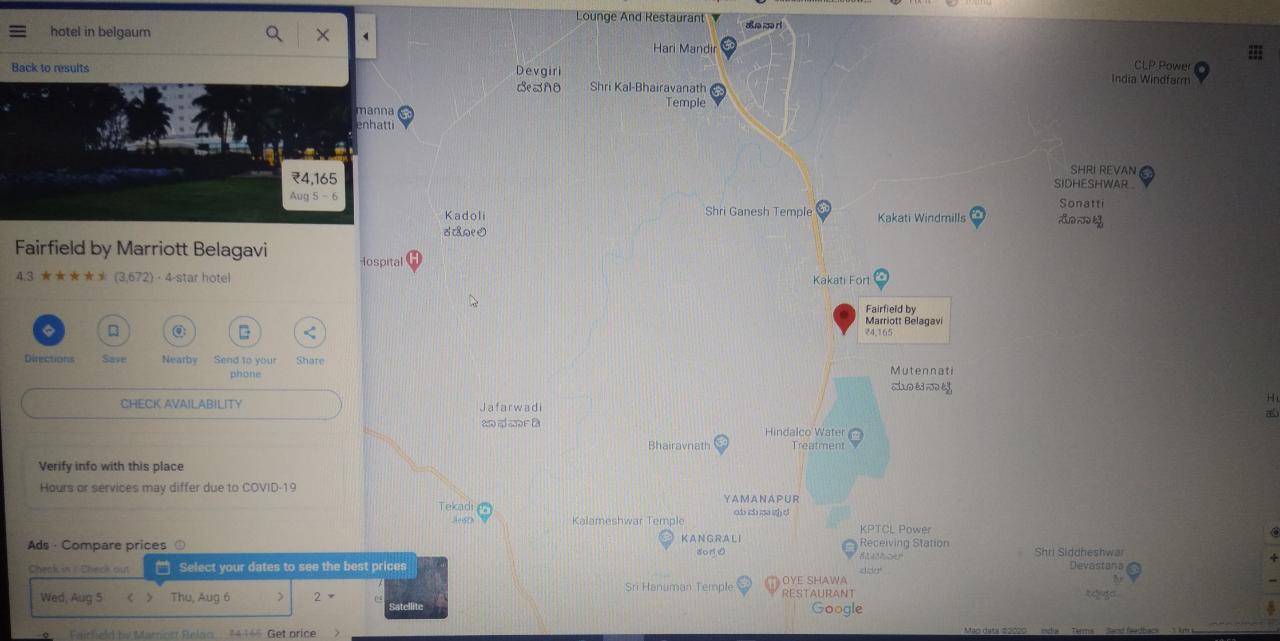 hotel in belgaum
Back to results
₹4,165
Aug 5 – 6
Fairfield by Marriott Belagavi
4.3 (3,672) · 4-star hotel
Directions
Save
Nearby
Send to your
phone
Share
CHECK AVAILABILITY
Verify info with this place
Hours or services may differ due to COVID-19
Ads · Compare prices
Check in / Check out
Select your dates to see the best prices
Wed, Aug 5
Thu, Aug 6
2
Fairfield by Marriott Belag...
₹4,165
Get price
Lounge And Restaurant
ಹೊನಾಗ
Hari Mandir
Devgiri
ದೇವಗಿರಿ
Shri Kal-Bhairavanath
Temple
CLP Power
India Windfarm
manna
enhatti
SHRI REVAN
SIDHESHWAR...
Sonatti
ಸೊನಾಟ್ಟಿ
Kadoli
ಕಡೋಲಿ
Shri Ganesh Temple
Kakati Windmills
Hospital
Kakati Fort
Fairfield by
Marriott Belagavi
₹4,165
Mutennati
ಮೂಟನಾಟ್ಟಿ
Jafarwadi
ಜಾಫರ್ವಾಡಿ
Bhairavnath
Hindalco Water
Treatment
YAMANAPUR
ಯಮನಾಪುರ
Tekadi
Kalameshwar Temple
KANGRALI
ಕಂಗ್ರಲಿ
KPTCL Power
Receiving Station
Shri Siddheshwar
Devastana
Sri Hanuman Temple
OYE SHAWA
RESTAURANT
Satellite
Google
Map data ©2020
India
Terms
Send feedback
1 km